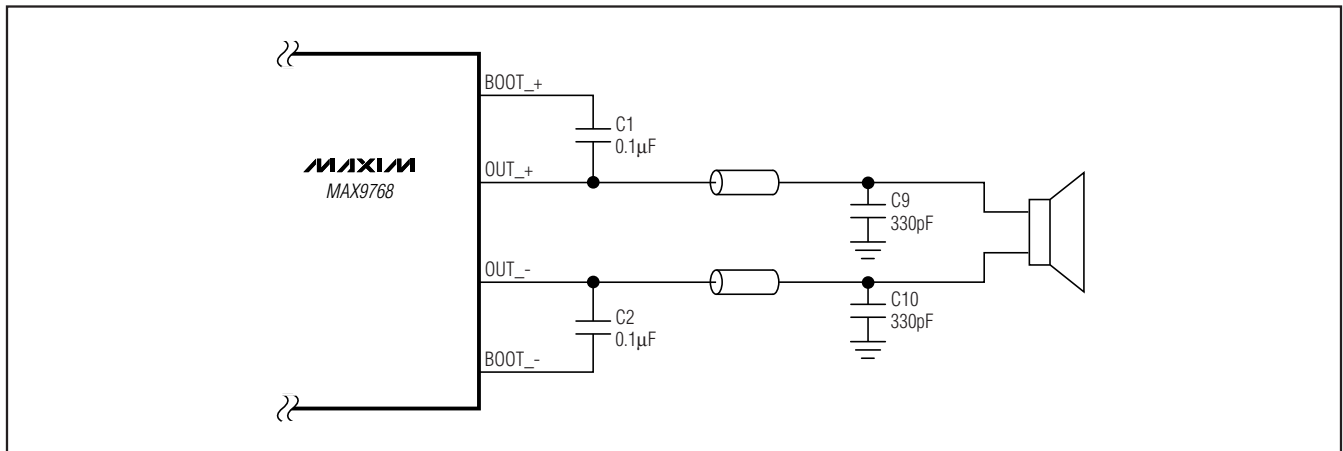 BOOT_+
C1
0.1μF
MAXIM
MAX9768
OUT_+
C9
330pF
OUT_-
C10
330pF
C2
0.1μF
BOOT_-